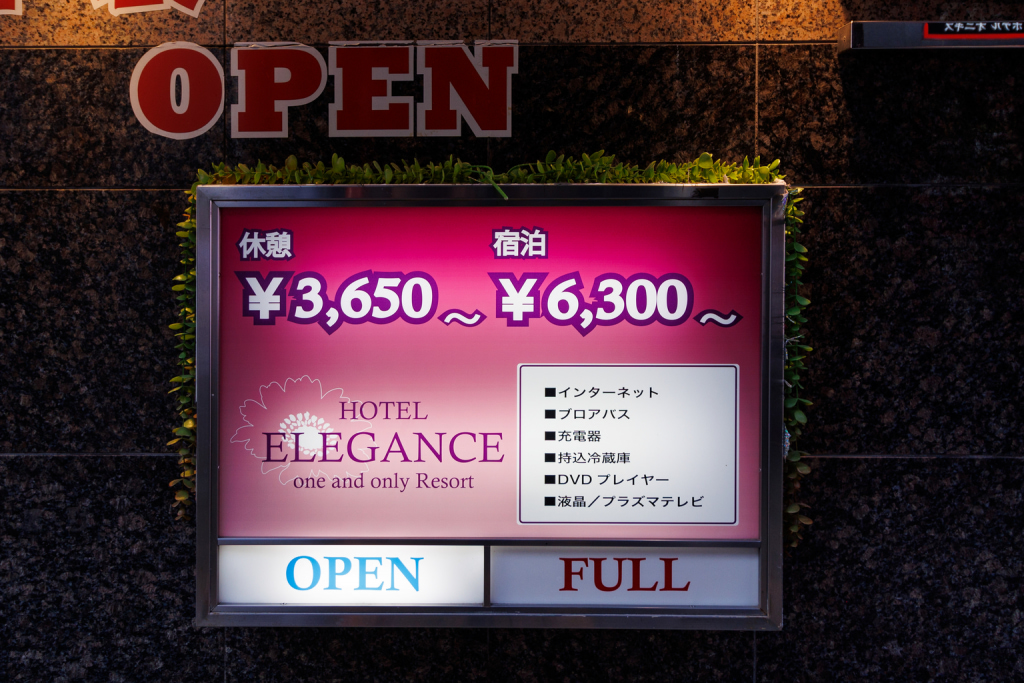 OPEN
休憩 宿泊
¥3,650～ ¥6,300～
HOTEL
ELEGANCE
one and only Resort
■インターネット
■ブロアバス
■充電器
■持込冷蔵庫
■DVD プレイヤー
■液晶／プラズマテレビ
OPEN FULL